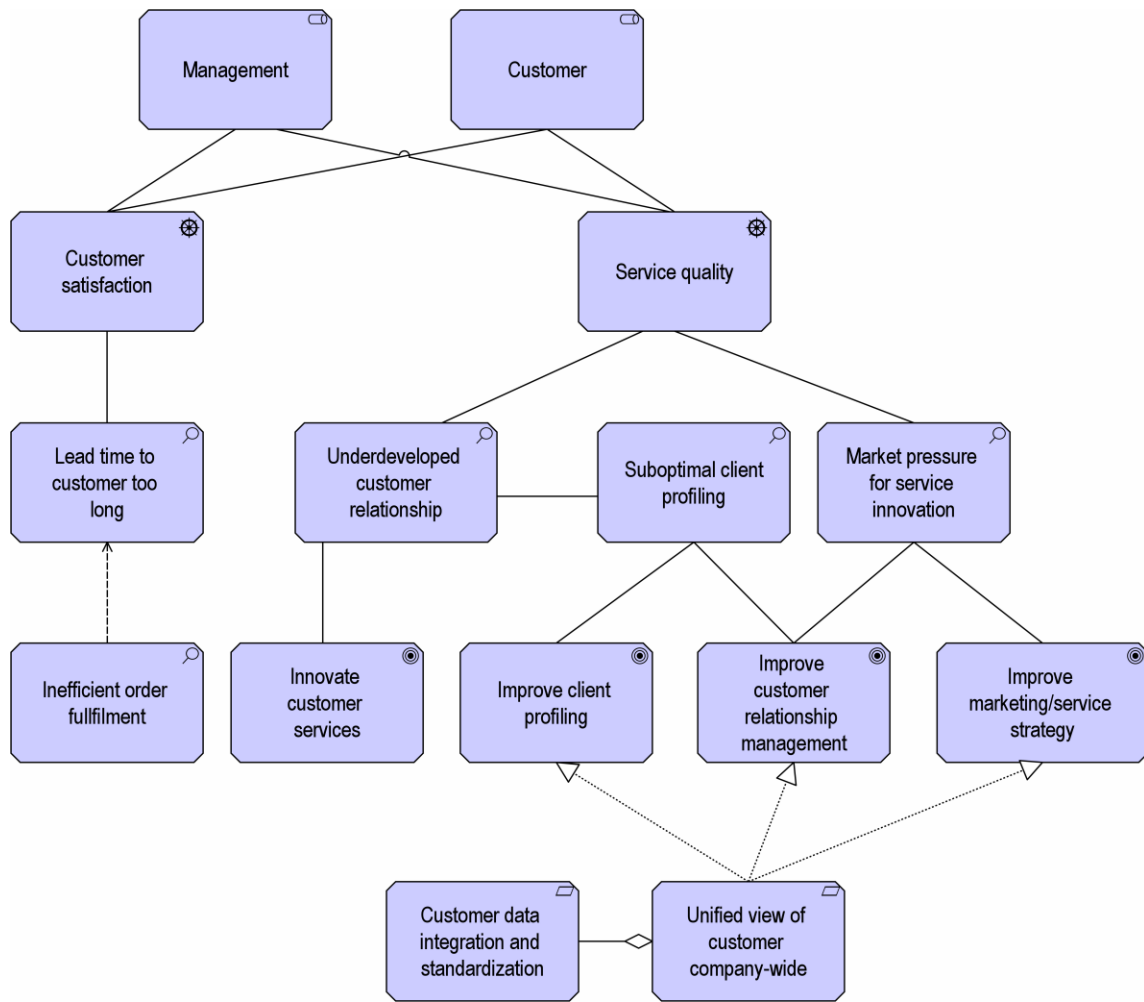 Management
Customer
Customer
satisfaction
Service quality
Lead time to
customer too
long
Underdeveloped
customer
relationship
Suboptimal client
profiling
Market pressure
for service
innovation
Inefficient order
fullfilment
Innovate
customer
services
Improve client
profiling
Improve
customer
relationship
management
Improve
marketing/service
strategy
Customer data
integration and
standardization
Unified view of
customer
company-wide